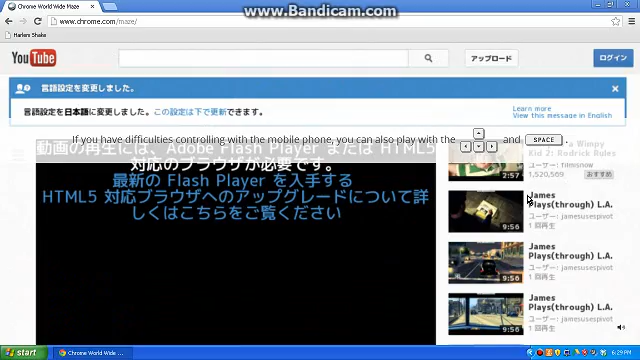 www.Bandicam.com
Chrome World Wide Maze
www.chrome.com/maze/
Harlem Shake
YouTube
アップロード
ログイン
言語設定を変更しました。
言語設定を日本語に変更しました。この設定は下で更新できます。
Learn more
View this message in English
If you have difficulties controlling with the mobile phone, you can also play with the and SPACE .
動画の再生には、Adobe Flash Player または HTML5
対応のブラウザが必要です。
最新の Flash Player を入手する
HTML5 対応ブラウザへのアップグレードについて詳
しくはこちらをご覧ください
a Wimpy
Kid 2: Rodrick Rules
ユーザー: filmsnow
1,520,569
おすすめ
2:57
James
Plays(through) L.A.
ユーザー: jamesusespivot
1 回再生
9:56
James
Plays(through) L.A.
ユーザー: jamesusespivot
1 回再生
9:56
James
Plays(through) L.A.
ユーザー: jamesusespivot
1 回再生
9:56
start
Chrome World Wide ...
6:29 PM